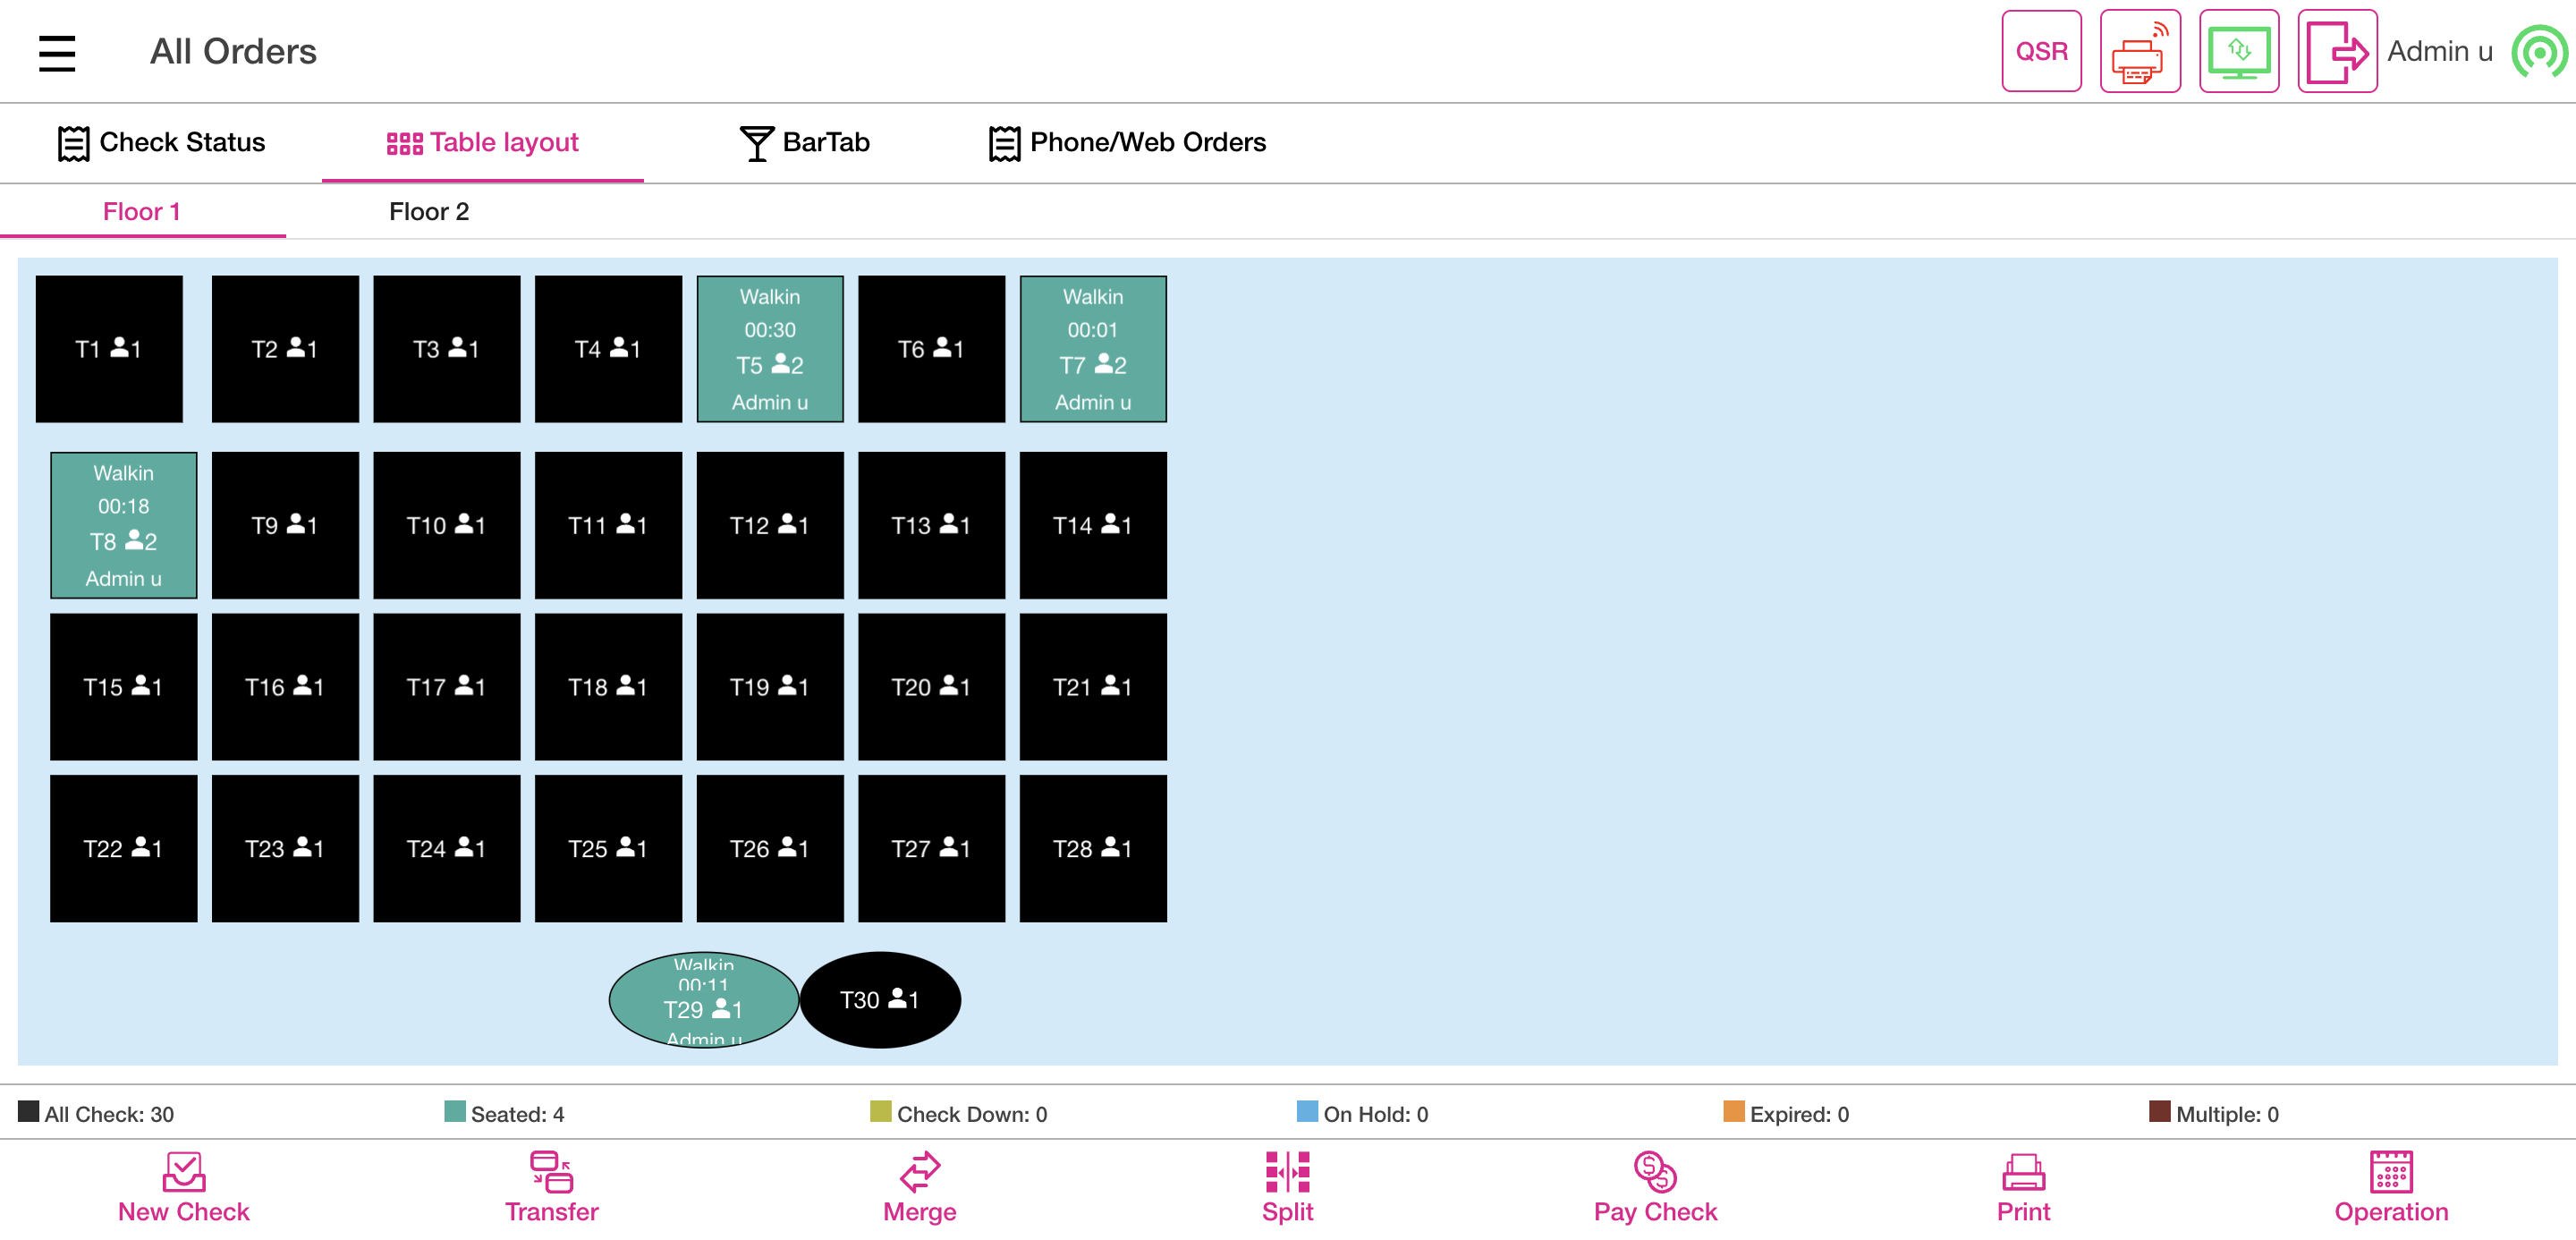 All Orders
QSR
Admin u
Check Status
Table layout
BarTab
Phone/Web Orders
Floor 1
Floor 2
T1 1
T2 1
T3 1
T4 1
Walkin
00:30
T5 2
Admin u
T6 1
Walkin
00:01
T7 2
Admin u
Walkin
00:18
T8 2
Admin u
T9 1
T10 1
T11 1
T12 1
T13 1
T14 1
T15 1
T16 1
T17 1
T18 1
T19 1
T20 1
T21 1
T22 1
T23 1
T24 1
T25 1
T26 1
T27 1
T28 1
Walkin
00:11
T29 1
Admin u
T30 1
All Check: 30
Seated: 4
Check Down: 0
On Hold: 0
Expired: 0
Multiple: 0
New Check
Transfer
Merge
Split
Pay Check
Print
Operation